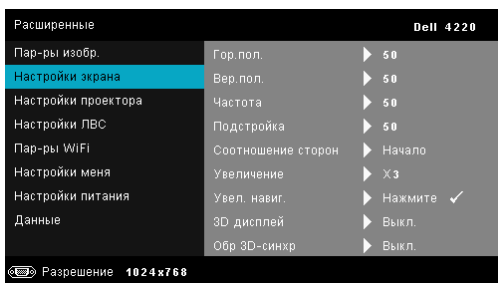 Расширенные Dell 4220
Пар-ры изобр. Гор.пол. 50
Настройки экрана Вер.пол. 50
Настройки проектора Частота 50
Настройки ЛВС Подстройка 50
Пар-ры WiFi Соотношение сторон Начало
Настройки меня Увеличение X3
Настройки питания Увел. навиг. Нажмите
Данные 3D дисплей Выкл.
Обр 3D-синхр Выкл.
Разрешение 1024x768